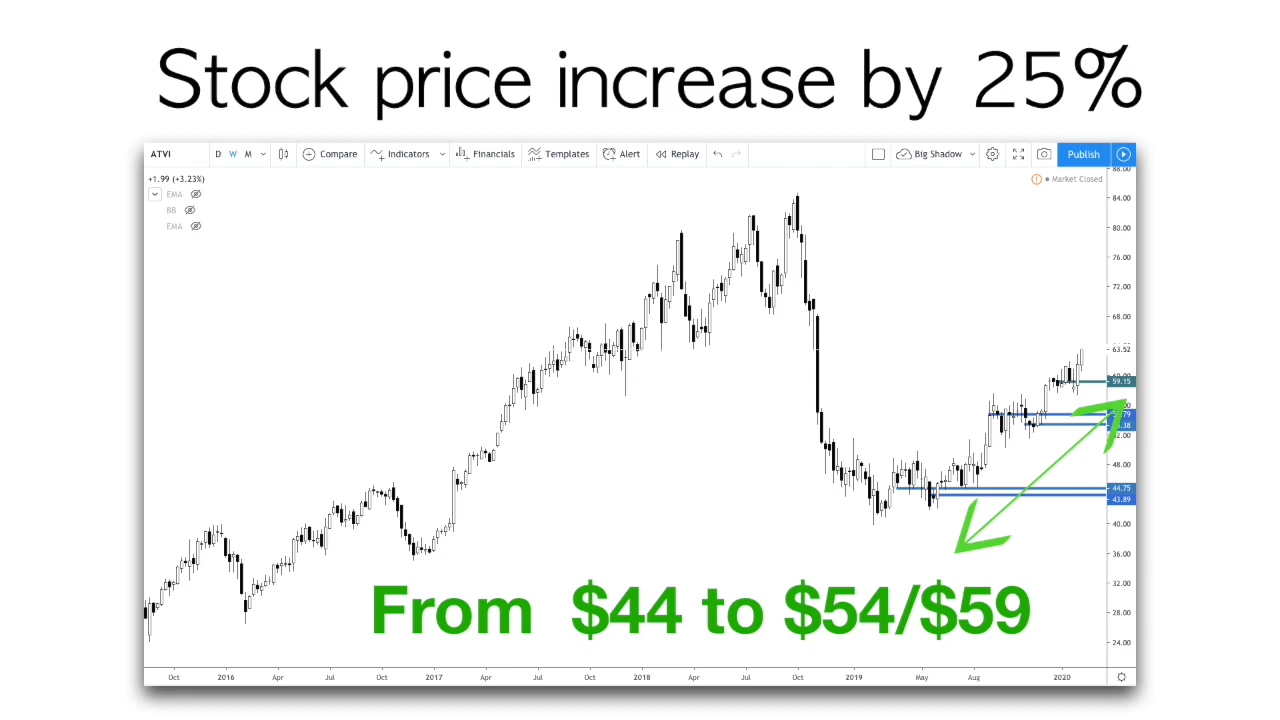 Stock price increase by 25%
ATVI D W M Compare Indicators Financials Templates Alert Replay Big Shadow Publish
+1.99 (+3.23%)
Market Closed
EMA
BB
EMA
88.00
84.00
80.00
76.00
72.00
68.00
63.52
59.15
52.00
48.00
44.75
43.89
40.00
36.00
32.00
28.00
24.00
From $44 to $54/$59
Oct 2016 Apr Jul Oct 2017 Apr Jul Oct 2018 Apr Jul Oct 2019 May Aug 2020